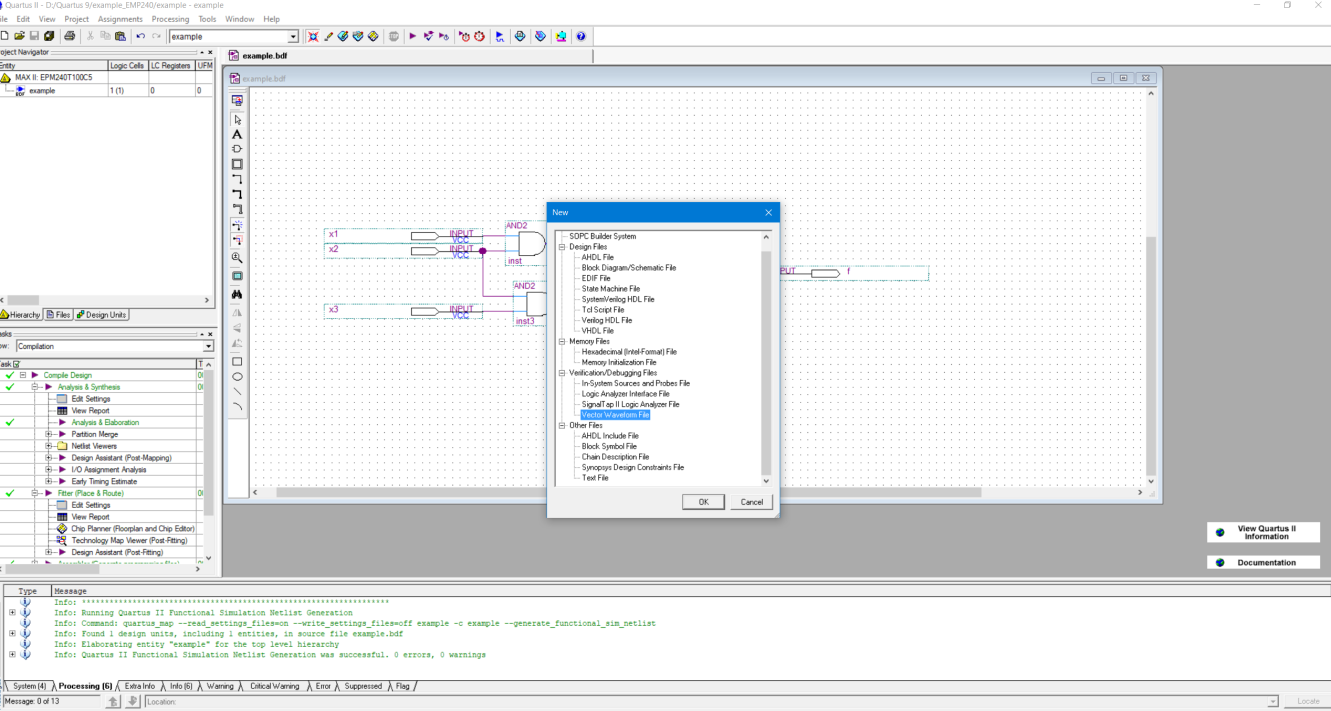 Quartus II - D:/Quartus 9/example_EMP240/example - example
File Edit View Project Assignments Processing Tools Window Help
example
Project Navigator
Entity Logic Cells LC Registers UFM
MAX II: EPM240T100C5
example 1 (1) 0 0
Hierarchy Files Design Units
Tasks
Flow: Compilation
Task
Compile Design
Analysis & Synthesis
Edit Settings
View Report
Analysis & Elaboration
Partition Merge
Netlist Viewers
Design Assistant (Post-Mapping)
I/O Assignment Analysis
Early Timing Estimate
Fitter (Place & Route)
Edit Settings
View Report
Chip Planner (Floorplan and Chip Editor)
Technology Map Viewer (Post-Fitting)
Design Assistant (Post-Fitting)
example.bdf
example.bdf
x1 INPUT
VCC
x2 INPUT
VCC
AND2
inst
x3 INPUT
VCC
AND2
inst3
PUT f
New
SOPC Builder System
Design Files
AHDL File
Block Diagram/Schematic File
EDIF File
State Machine File
SystemVerilog HDL File
Tcl Script File
Verilog HDL File
VHDL File
Memory Files
Hexadecimal (Intel-Format) File
Memory Initialization File
Verification/Debugging Files
In-System Sources and Probes File
Logic Analyzer Interface File
SignalTap II Logic Analyzer File
Vector Waveform File
Other Files
AHDL Include File
Block Symbol File
Chain Description File
Synopsys Design Constraints File
Text File
OK Cancel
View Quartus II
Information
Documentation
Type Message
Info: *******************************************************************
Info: Running Quartus II Functional Simulation Netlist Generation
Info: Command: quartus_map --read_settings_files=on --write_settings_files=off example -c example --generate_functional_sim_netlist
Info: Found 1 design units, including 1 entities, in source file example.bdf
Info: Elaborating entity "example" for the top level hierarchy
Info: Quartus II Functional Simulation Netlist Generation was successful. 0 errors, 0 warnings
System (4) Processing (6) Extra Info Info (6) Warning Critical Warning Error Suppressed Flag
Message: 0 of 13 Location: Locate